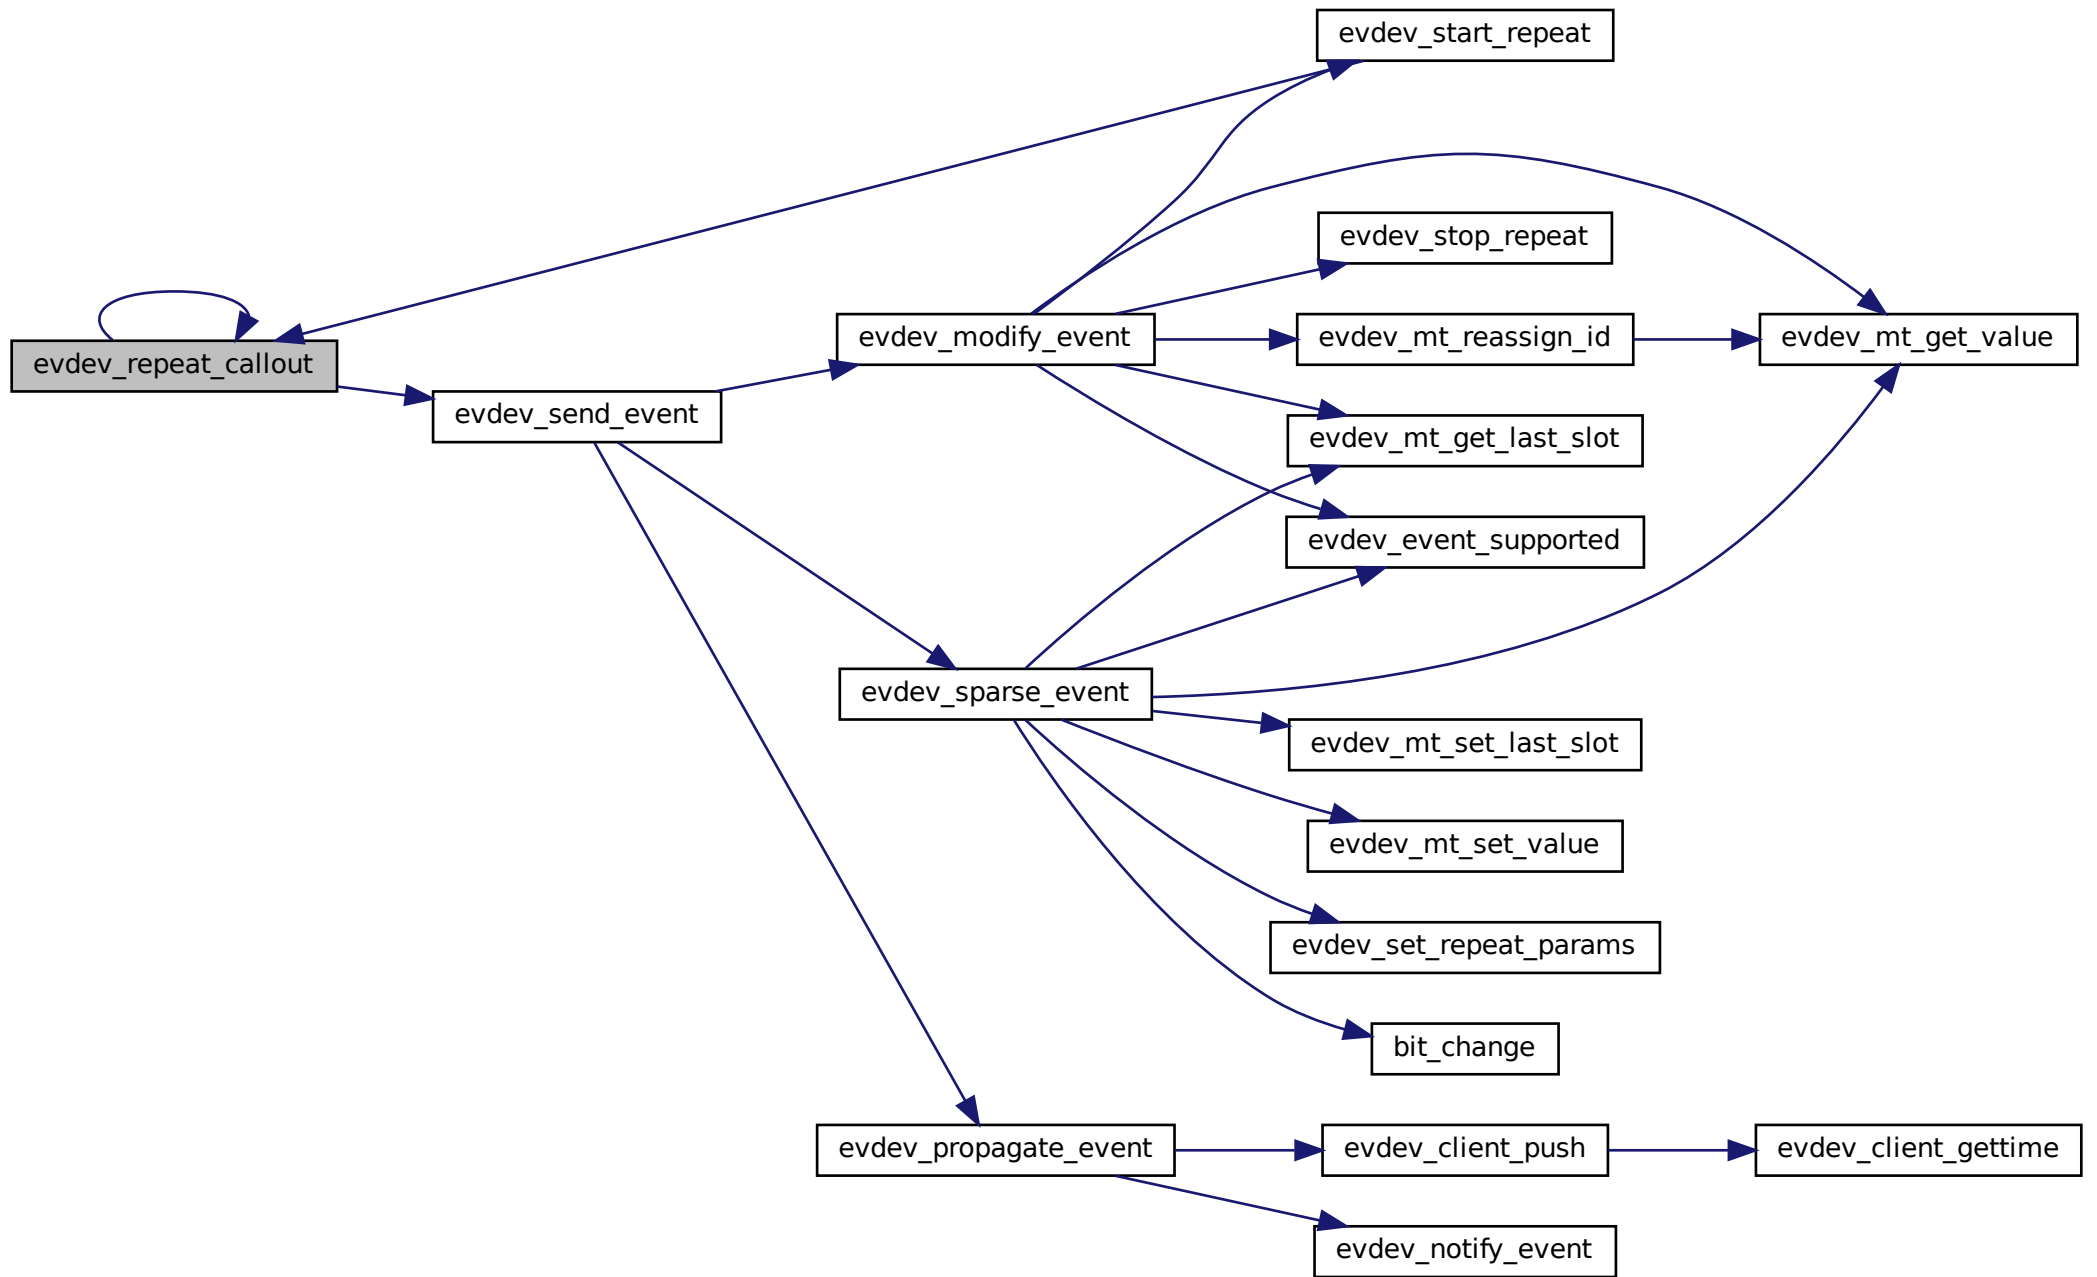 evdev_start_repeat
evdev_stop_repeat
evdev_modify_event
evdev_mt_reassign_id
evdev_mt_get_value
evdev_repeat_callout
evdev_send_event
evdev_mt_get_last_slot
evdev_event_supported
evdev_sparse_event
evdev_mt_set_last_slot
evdev_mt_set_value
evdev_set_repeat_params
bit_change
evdev_propagate_event
evdev_client_push
evdev_client_gettime
evdev_notify_event